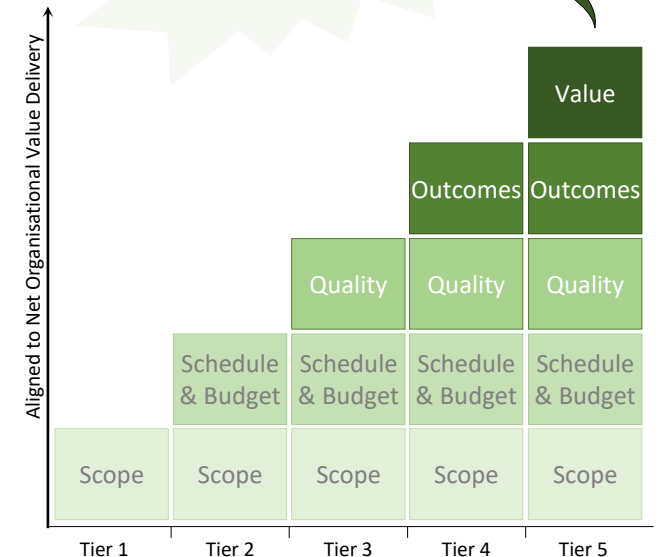 Aligned to Net Organisational Value Delivery
Value
Outcomes Outcomes
Quality Quality Quality
Schedule Schedule Schedule Schedule
& Budget & Budget & Budget & Budget
Scope Scope Scope Scope Scope
Tier 1 Tier 2 Tier 3 Tier 4 Tier 5